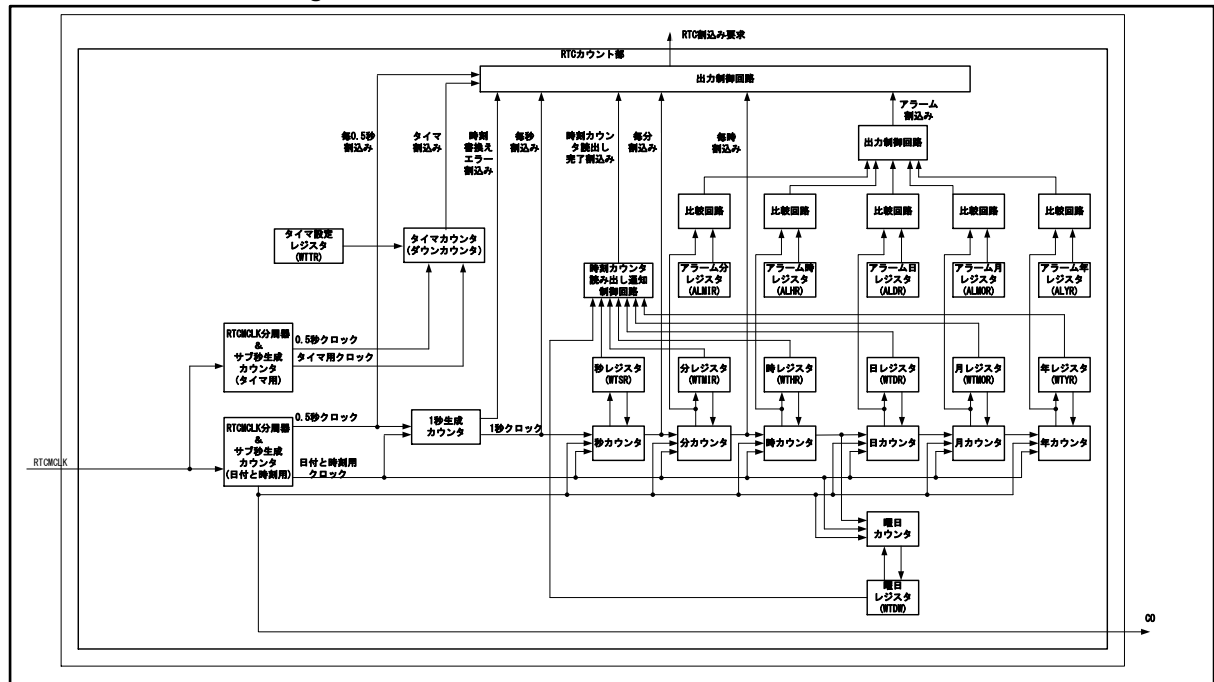 RTC割込み要求
RTCカウント部
出力制御回路
毎0.5秒
割込み
タイマ
割込み
時刻
書換え
エラー
割込み
毎秒
割込み
時刻カウン
タ読出し
完了割込み
毎分
割込み
毎時
割込み
アラーム
割込み
出力制御回路
比較回路
比較回路
比較回路
比較回路
比較回路
タイマ設定
レジスタ
(WTTR)
タイマカウンタ
(ダウンカウンタ)
時刻カウンタ
読み出し通知
制御回路
アラーム分
レジスタ
(ALMIR)
アラーム時
レジスタ
(ALHR)
アラーム日
レジスタ
(ALDR)
アラーム月
レジスタ
(ALMOR)
アラーム年
レジスタ
(ALYR)
RTCMCLK分周器
&
サブ秒生成
カウンタ
(タイマ用)
0.5秒クロック
タイマ用クロック
秒レジスタ
(WTSR)
分レジスタ
(WTMIR)
時レジスタ
(WTHR)
日レジスタ
(WTDR)
月レジスタ
(WTMOR)
年レジスタ
(WTYR)
RTCMCLK
RTCMCLK分周器
&
サブ秒生成
カウンタ
(日付と時刻用)
0.5秒クロック
日付と時刻用
クロック
1秒生成
カウンタ
1秒クロック
秒カウンタ
分カウンタ
時カウンタ
日カウンタ
月カウンタ
年カウンタ
曜日
カウンタ
曜日
レジスタ
(WTDW)
CO